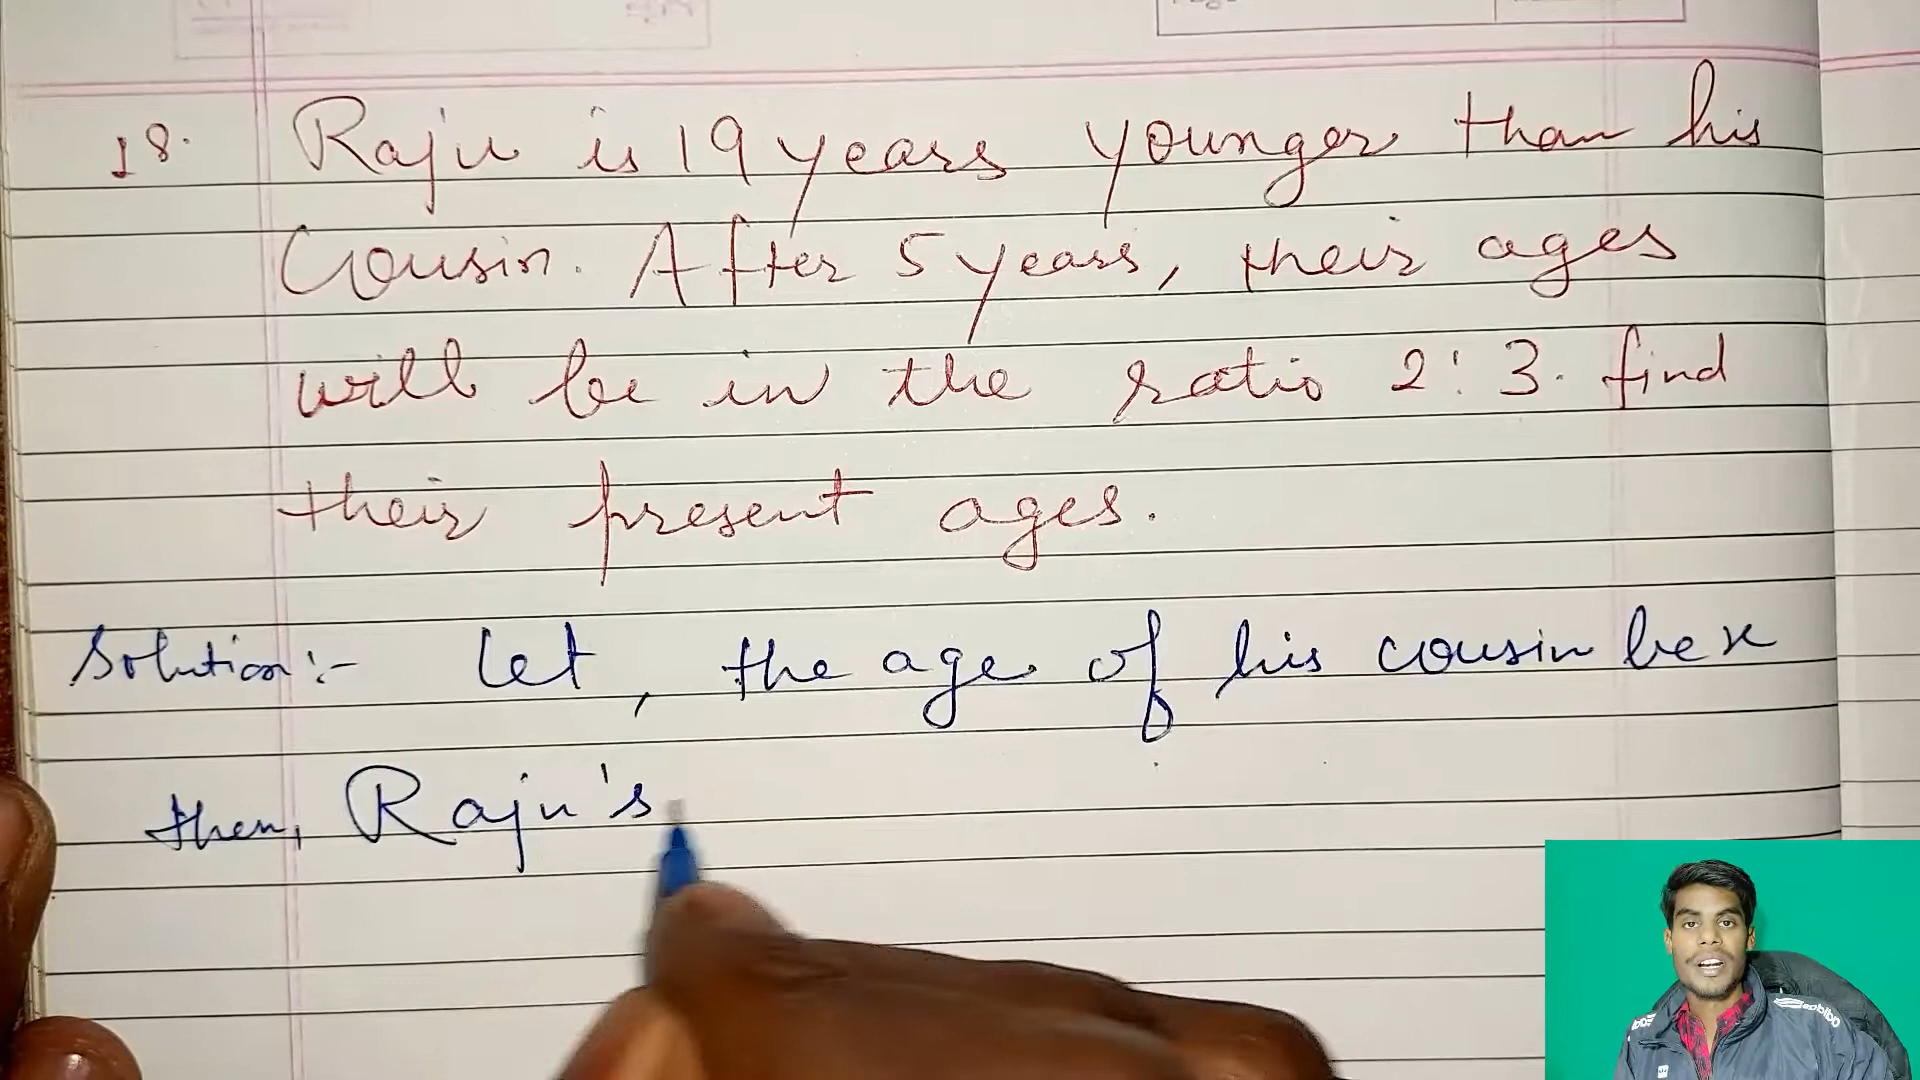 18. Raju is 19 years younger than his
Cousin. After 5 years, their ages
will be in the ratio 2:3. find
their present ages.
Solution:- Let, the age of his cousin be x
then, Raju's
adidas